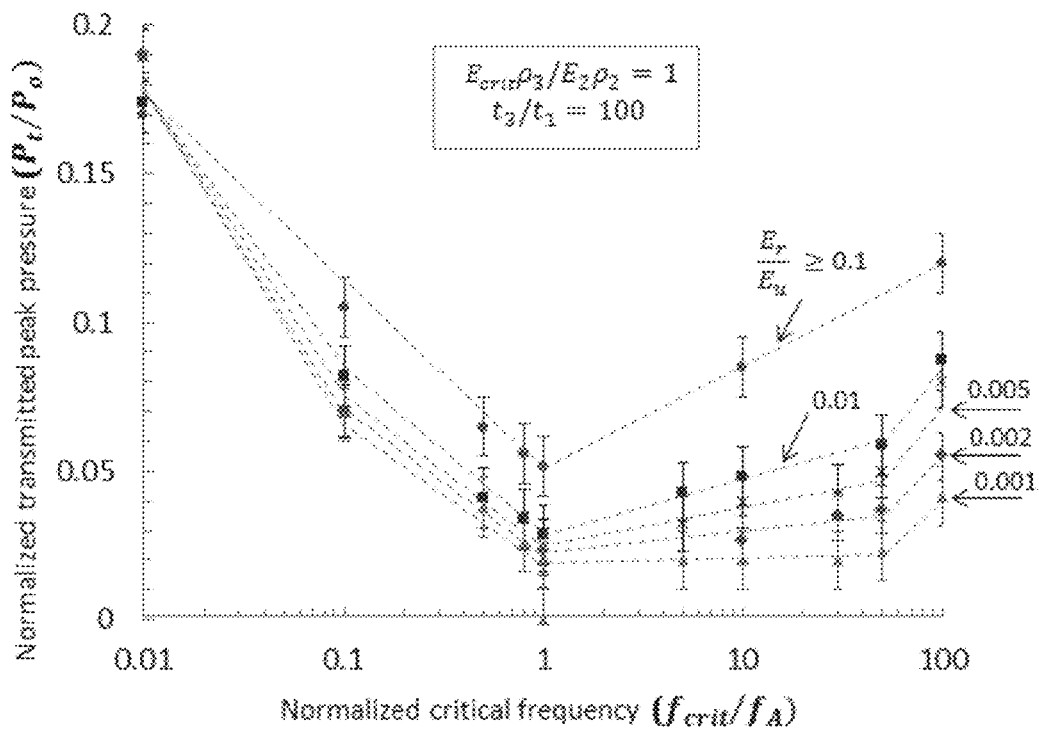 Normalized transmitted peak pressure (P_t/P_o)
0.2
0.15
0.1
0.05
0
E_crit ρ_3/E_2 ρ_2 = 1
t_3/t_1 = 100
E_r/E_u ≥ 0.1
0.01
0.005
0.002
0.001
0.01 0.1 1 10 100
Normalized critical frequency (f_crit/f_A)